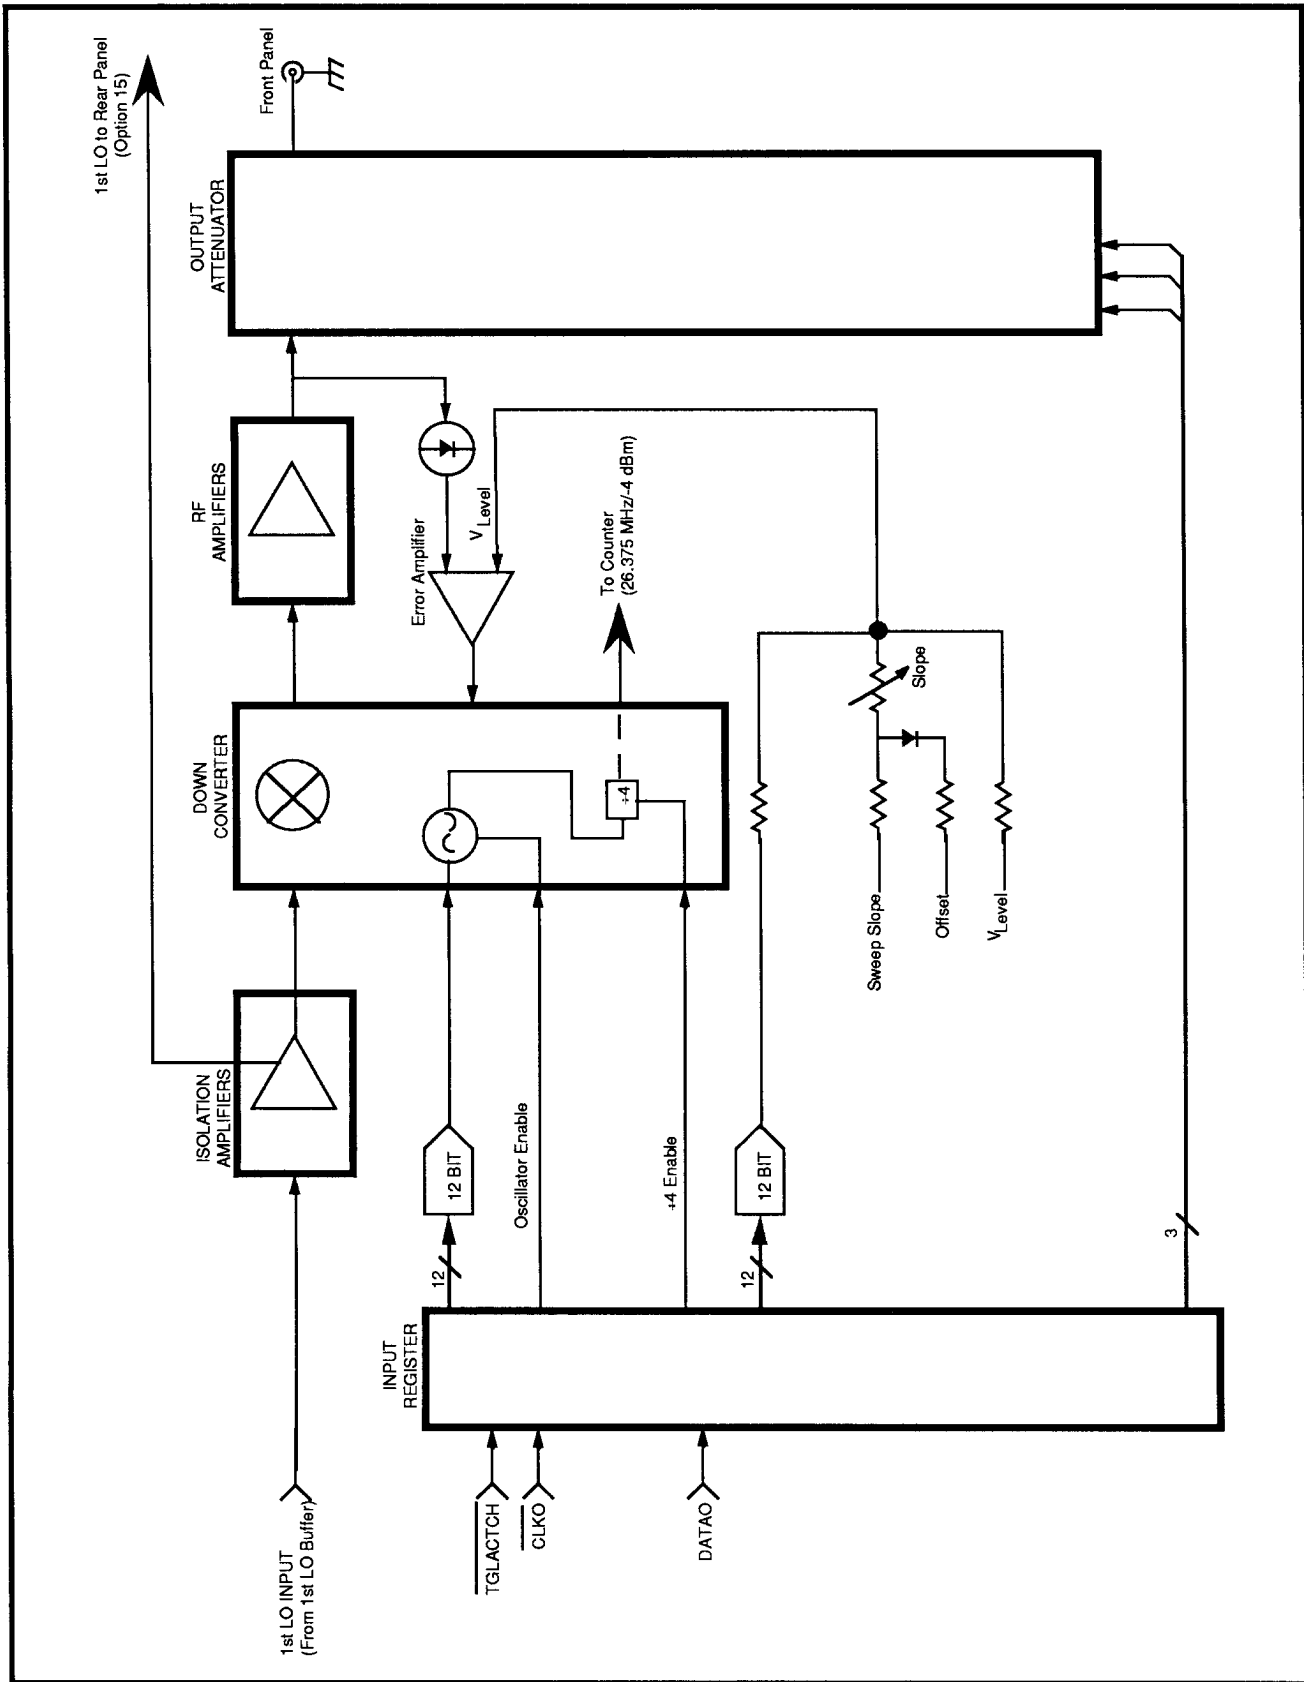 1st LO INPUT
(From 1st LO Buffer)
ISOLATION
AMPLIFIERS
DOWN
CONVERTER
RF
AMPLIFIERS
OUTPUT
ATTENUATOR
1st LO to Rear Panel
(Option 15)
Front Panel
TGLACTCH
CLKO
DATAO
INPUT
REGISTER
12
12 BIT
Oscillator Enable
÷4 Enable
12
12 BIT
÷4
Error Amplifier
V Level
To Counter
(26.375 MHz/-4 dBm)
Slope
Sweep Slope
Offset
VLevel
3